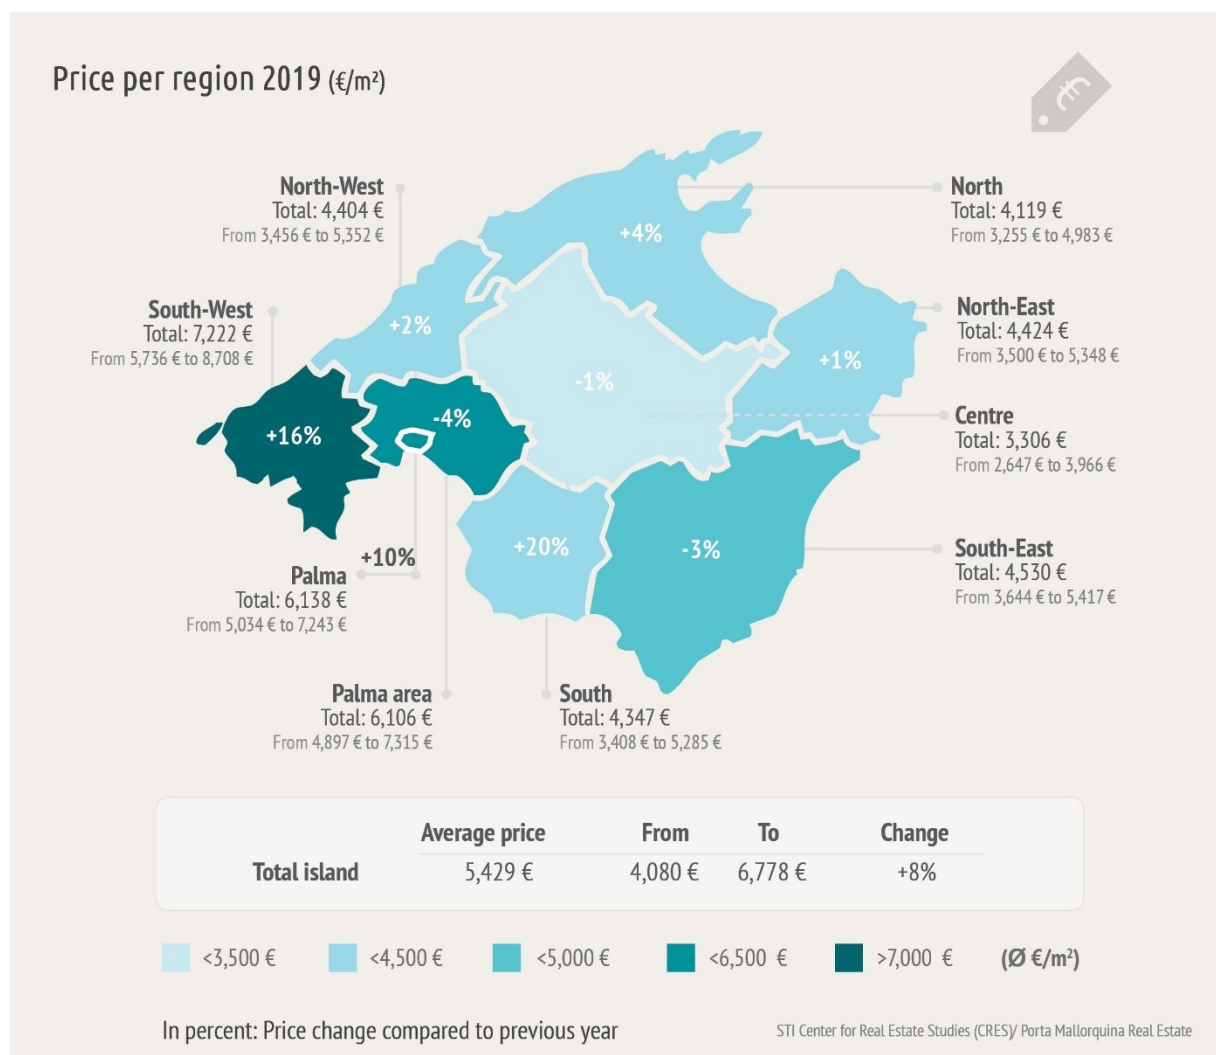 Price per region 2019 (€/m²)
North-West
Total: 4,404 €
From 3,456 € to 5,352 €
North
Total: 4,119 €
From 3,255 € to 4,983 €
+4%
South-West
Total: 7,222 €
From 5,736 € to 8,708 €
+2%
North-East
Total: 4,424 €
From 3,500 € to 5,348 €
+1%
-1%
+16%
-4%
Centre
Total: 3,306 €
From 2,647 € to 3,966 €
+20%
-3%
South-East
Total: 4,530 €
From 3,644 € to 5,417 €
+10%
Palma
Total: 6,138 €
From 5,034 € to 7,243 €
Palma area
Total: 6,106 €
From 4,897 € to 7,315 €
South
Total: 4,347 €
From 3,408 € to 5,285 €
Average price From To Change
Total island 5,429 € 4,080 € 6,778 € +8%
<3,500 € <4,500 € <5,000 € <6,500 € >7,000 € (Ø €/m²)
In percent: Price change compared to previous year
STI Center for Real Estate Studies (CRES)/ Porta Mallorquina Real Estate